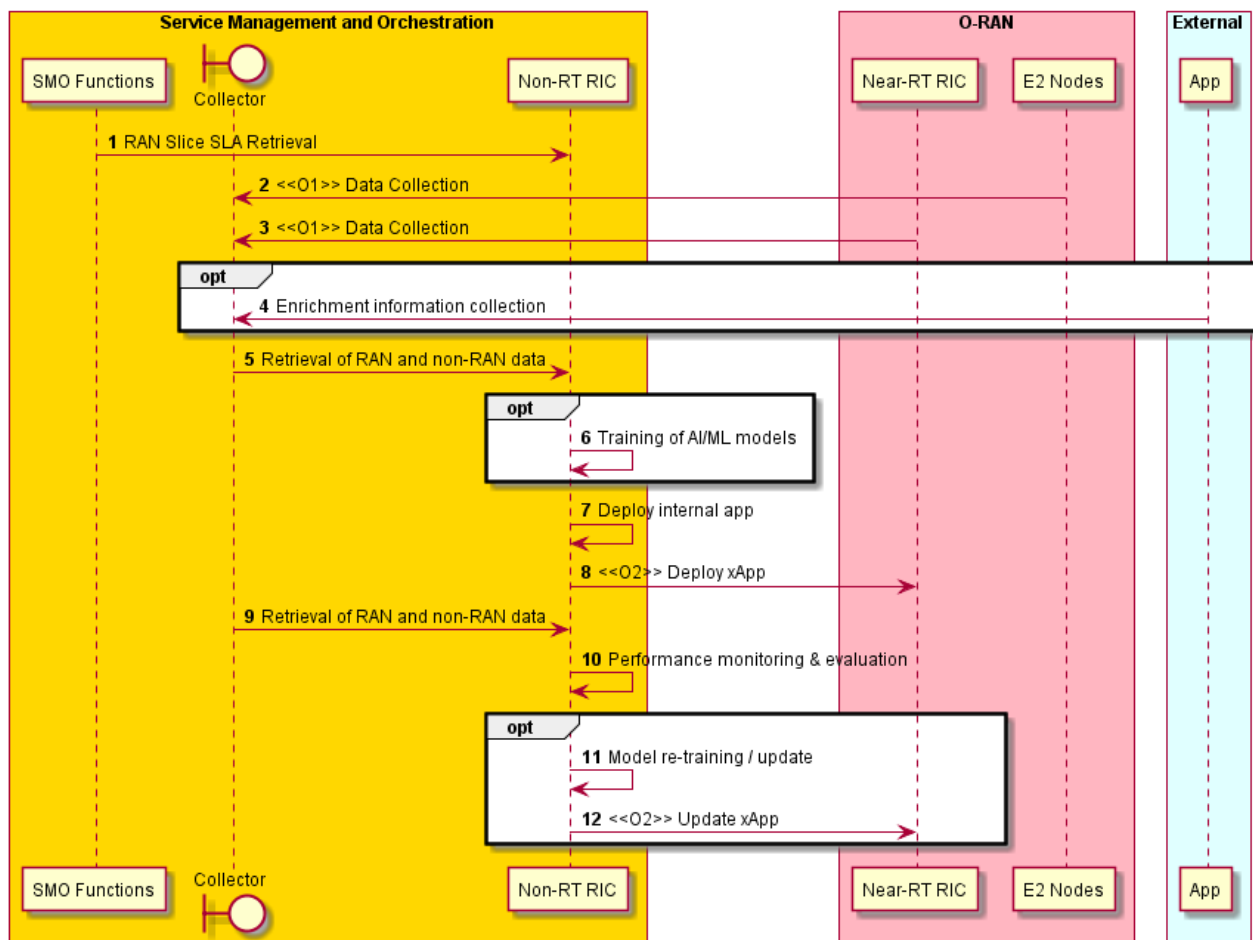 Service Management and Orchestration
O-RAN
External
SMO Functions
Collector
Non-RT RIC
Near-RT RIC
E2 Nodes
App
1 RAN Slice SLA Retrieval
2 <<O1>> Data Collection
3 <<O1>> Data Collection
opt
4 Enrichment information collection
5 Retrieval of RAN and non-RAN data
opt
6 Training of AI/ML models
7 Deploy internal app
8 <<O2>> Deploy xApp
9 Retrieval of RAN and non-RAN data
10 Performance monitoring & evaluation
opt
11 Model re-training / update
12 <<O2>> Update xApp
SMO Functions
Collector
Non-RT RIC
Near-RT RIC
E2 Nodes
App